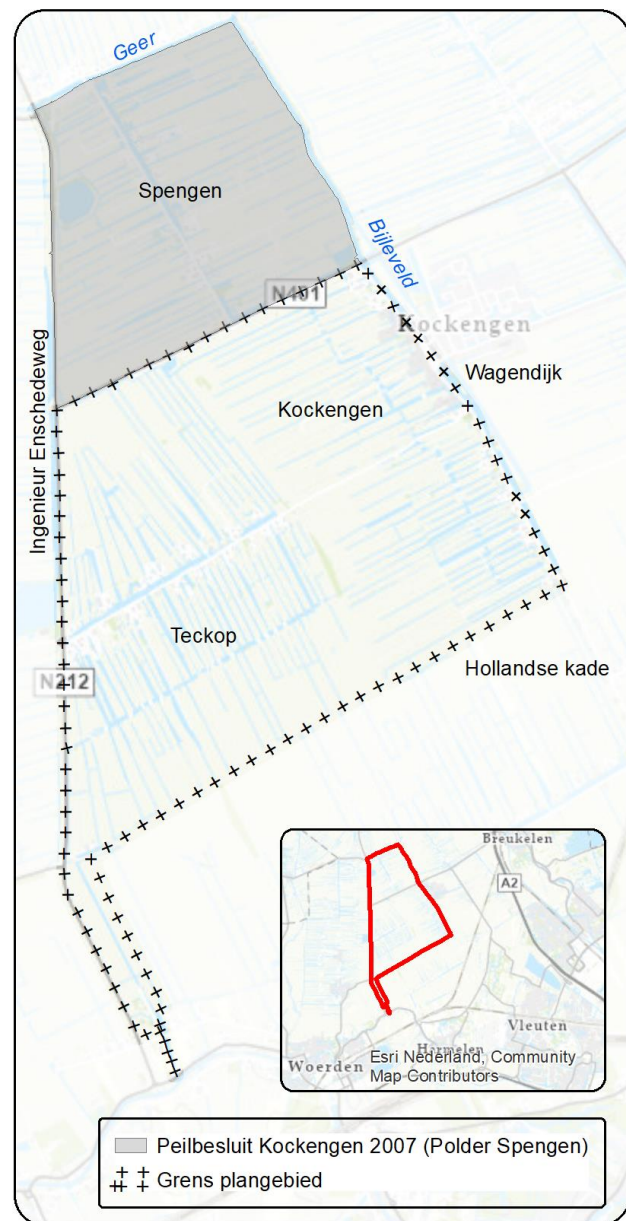 Geer
Spengen
Bijleveld
N401
Kockengen
Wagendijk
Kockengen
Ingenieur Enschedeweg
Teckop
Hollandse kade
N212
Breukelen
A2
Vleuten
Harmelen
Woerden
Esri Nederland, Community
Map Contributors
Peilbesluit Kockengen 2007 (Polder Spengen)
Grens plangebied